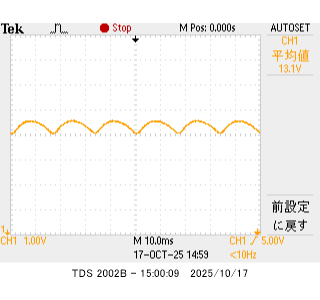 Tek Stop M Pos: 0.000s AUTOSET
CH1
平均値
13.1V
前設定
に戻す
1
CH1 1.00V M 10.0ms CH1 5.00V
17-OCT-25 14:59 <10Hz
TDS 2002B - 15:00:09 2025/10/17